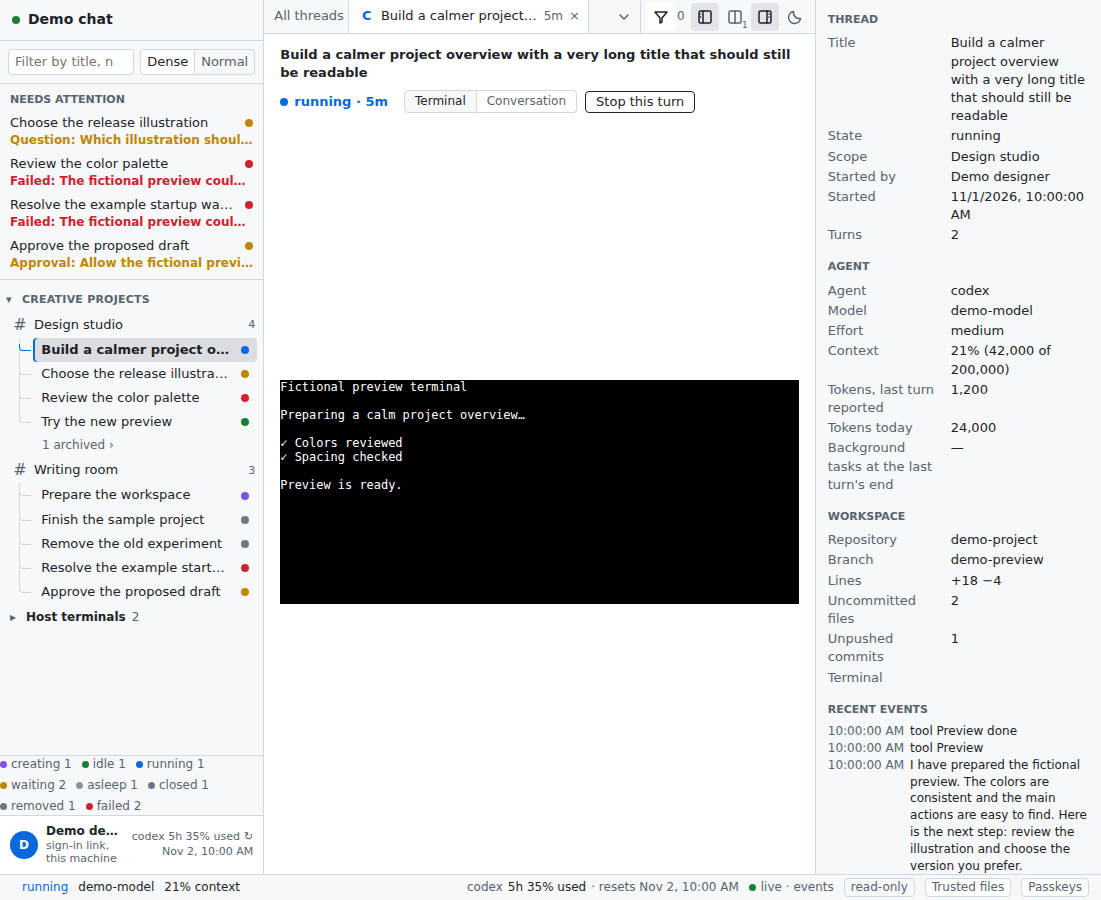 Demo chat
Filter by title, n
Dense Normal
NEEDS ATTENTION
Choose the release illustration
Question: Which illustration shoul…
Review the color palette
Failed: The fictional preview coul…
Resolve the example startup wa…
Failed: The fictional preview coul…
Approve the proposed draft
Approval: Allow the fictional previ…
▾ CREATIVE PROJECTS
# Design studio 4
Build a calmer project o…
Choose the release illustra…
Review the color palette
Try the new preview
1 archived ›
# Writing room 3
Prepare the workspace
Finish the sample project
Remove the old experiment
Resolve the example start…
Approve the proposed draft
▸ Host terminals 2
creating 1 idle 1 running 1
waiting 2 asleep 1 closed 1
removed 1 failed 2
D
Demo de…
sign-in link,
this machine
codex 5h 35% used ↻
Nov 2, 10:00 AM
All threads
C Build a calmer project… 5m ×
0
1
Build a calmer project overview with a very long title that should still
be readable
running · 5m
Terminal Conversation
Stop this turn
Fictional preview terminal
Preparing a calm project overview…
✓ Colors reviewed
✓ Spacing checked
Preview is ready.
THREAD
Title Build a calmer
project overview
with a very long title
that should still be
readable
State running
Scope Design studio
Started by Demo designer
Started 11/1/2026, 10:00:00
AM
Turns 2
AGENT
Agent codex
Model demo-model
Effort medium
Context 21% (42,000 of
200,000)
Tokens, last turn 1,200
reported
Tokens today 24,000
Background —
tasks at the last
turn's end
WORKSPACE
Repository demo-project
Branch demo-preview
Lines +18 −4
Uncommitted 2
files
Unpushed 1
commits
Terminal
RECENT EVENTS
10:00:00 AM tool Preview done
10:00:00 AM tool Preview
10:00:00 AM I have prepared the fictional
preview. The colors are
consistent and the main
actions are easy to find. Here
is the next step: review the
illustration and choose the
version you prefer.
running demo-model 21% context
codex 5h 35% used · resets Nov 2, 10:00 AM live · events read-only Trusted files Passkeys